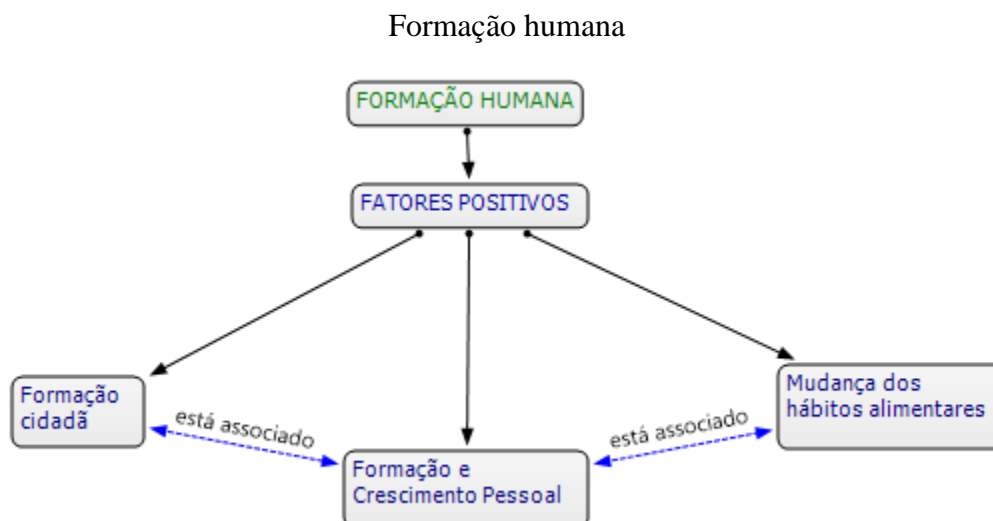 Formação humana
FORMAÇÃO HUMANA
FATORES POSITIVOS
Formação
cidadã
está associado
Formação e
Crescimento Pessoal
está associado
Mudança dos
hábitos alimentares